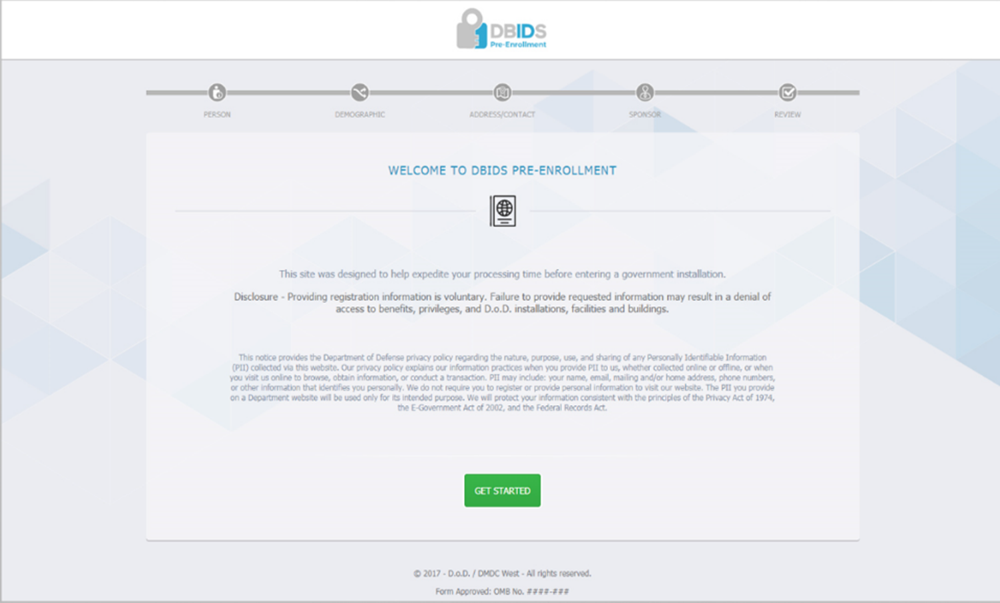 DBIDS
Pre-Enrollment
PERSON
DEMOGRAPHIC
ADDRESS/CONTACT
SPONSOR
REVIEW
WELCOME TO DBIDS PRE-ENROLLMENT
This site was designed to help expedite your processing time before entering a government installation.
Disclosure - Providing registration information is voluntary. Failure to provide requested information may result in a denial of
access to benefits, privileges, and D.o.D. installations, facilities and buildings.
This notice provides the Department of Defense privacy policy regarding the nature, purpose, use, and sharing of any Personally Identifiable Information
(PII) collected via this website. Our privacy policy explains our information practices when you provide PII to us, whether collected online or offline, or when
you visit us online to browse, obtain information, or conduct a transaction. PII may include: your name, email, mailing and/or home address, phone numbers,
or other information that identifies you personally. We do not require you to register or provide personal information to visit our website. The PII you provide
on a Department website will be used only for its intended purpose. We will protect your information consistent with the principles of the Privacy Act of 1974,
the E-Government Act of 2002, and the Federal Records Act.
GET STARTED
© 2017 - D.o.D. / DMDC West - All rights reserved.
Form Approved: OMB No. ####-###